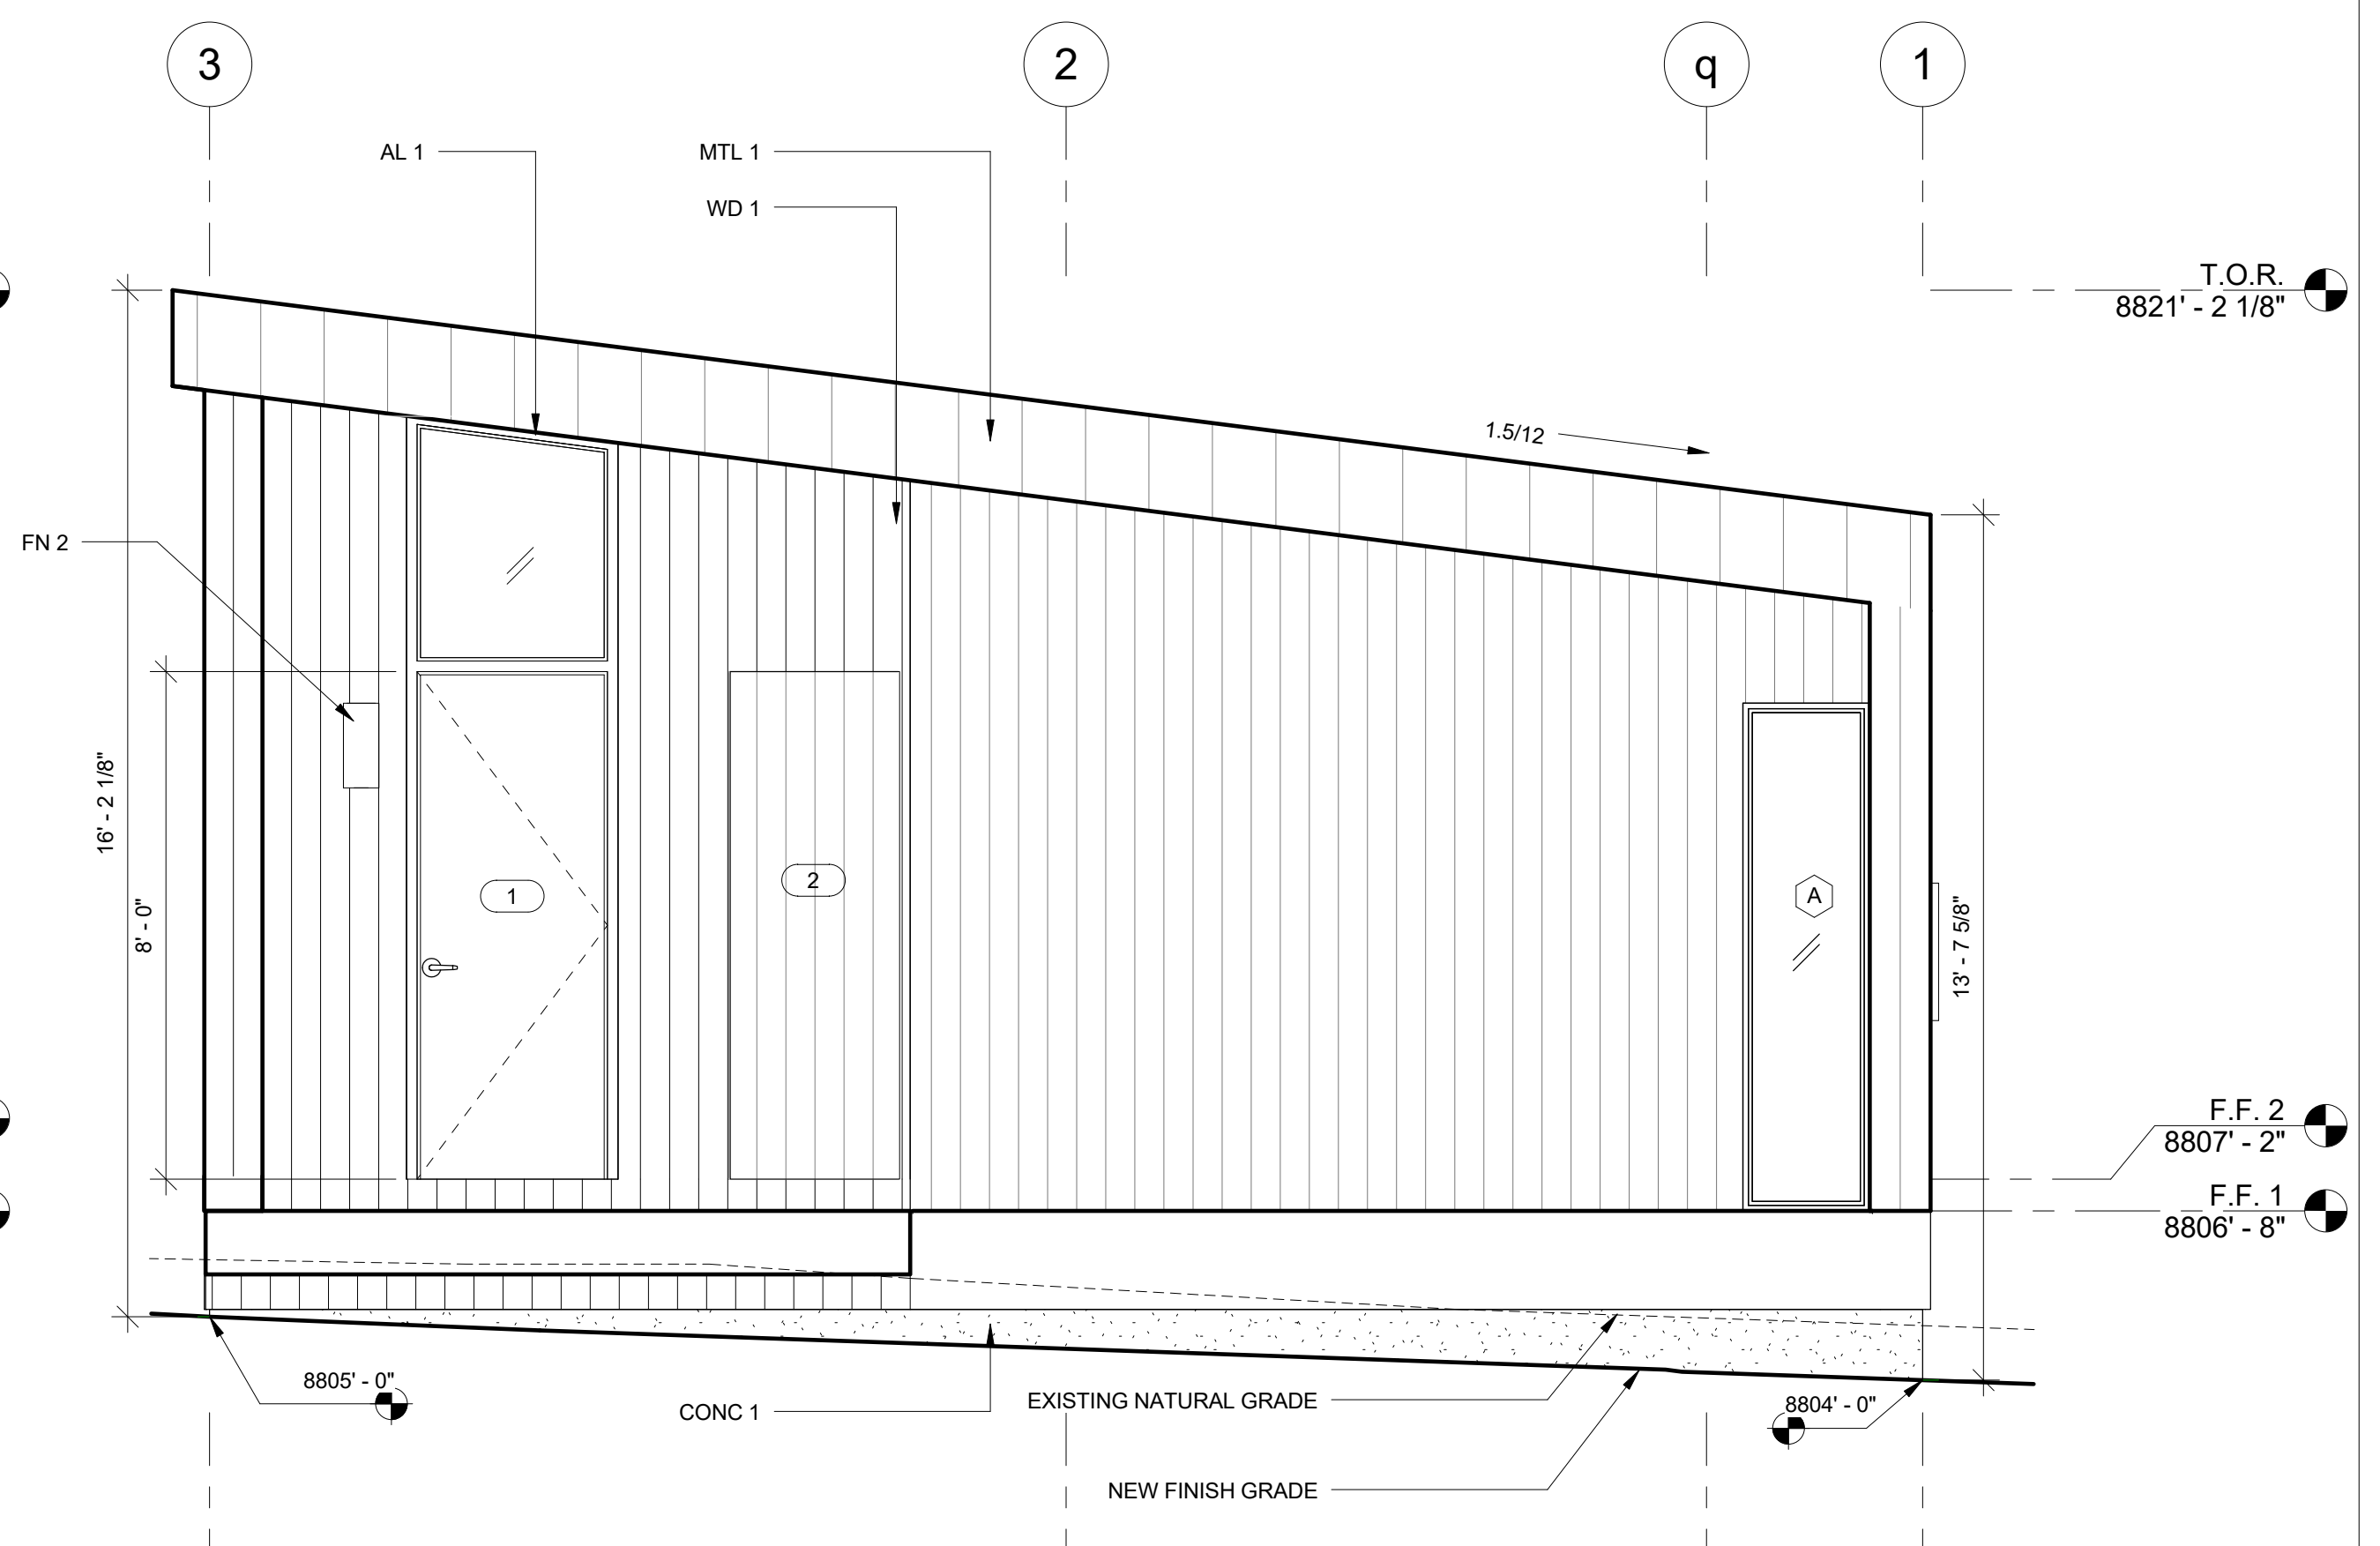 3
2
q
1
AL 1
MTL 1
WD 1
T.O.R.
8821' - 2 1/8"
1.5/12
FN 2
16' - 2 1/8"
8' - 0"
1
2
A
13' - 7 5/8"
F.F. 2
8807' - 2"
F.F. 1
8806' - 8"
8805' - 0"
CONC 1
EXISTING NATURAL GRADE
8804' - 0"
NEW FINISH GRADE